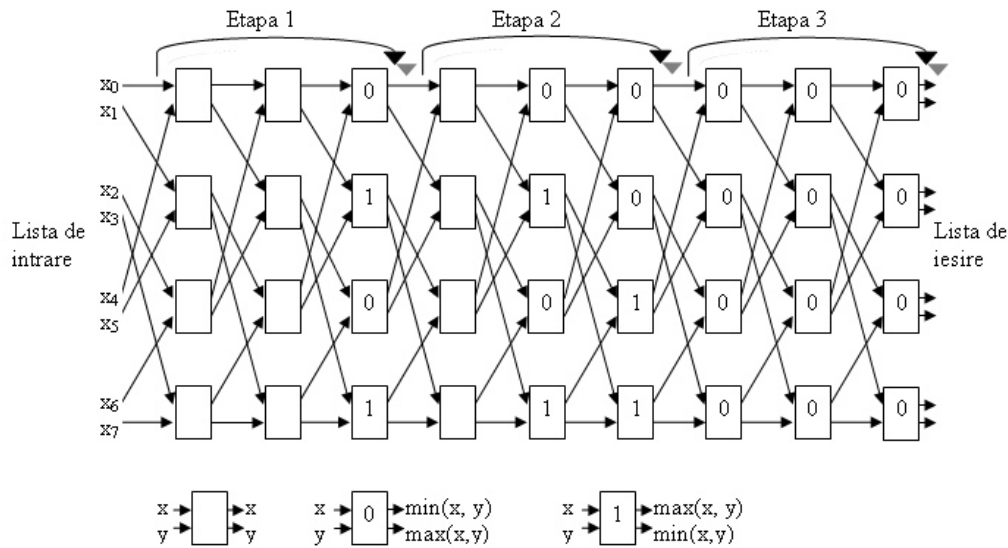 Etapa 1 Etapa 2 Etapa 3
x0 0 0 0 0 0 0
x1
x2 1 1 0 0 0 0
x3
Lista de intrare
Lista de iesire
x4 0 0 1 0 0 0
x5
x6 1 1 1 0 0 0
x7
x x x 0 min(x, y) x 1 max(x, y)
y y y max(x,y) y min(x,y)